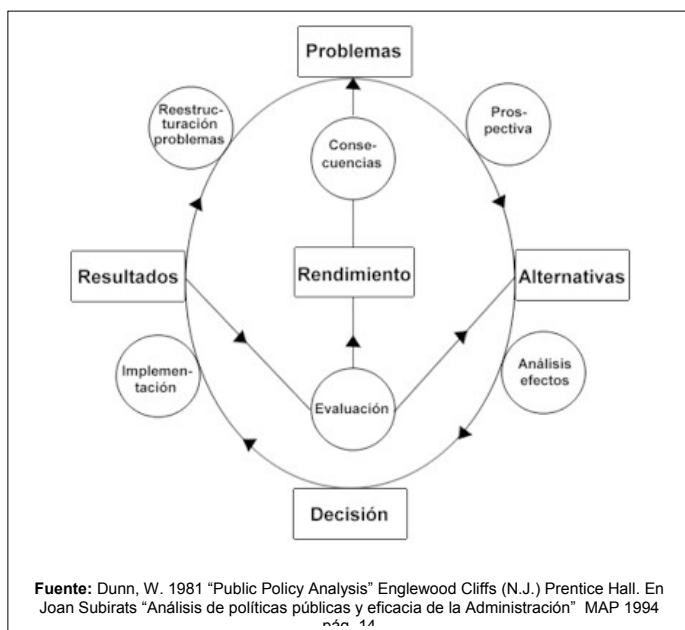 Problemas
Reestruc-
turación
problemas
Pros-
pectiva
Conse-
cuencias
Resultados
Rendimiento
Alternativas
Implemen-
tación
Análisis
efectos
Evaluación
Decisión
Fuente: Dunn, W. 1981 “Public Policy Analysis” Englewood Cliffs (N.J.) Prentice Hall. En
Joan Subirats “Análisis de políticas públicas y eficacia de la Administración” MAP 1994
pág. 14